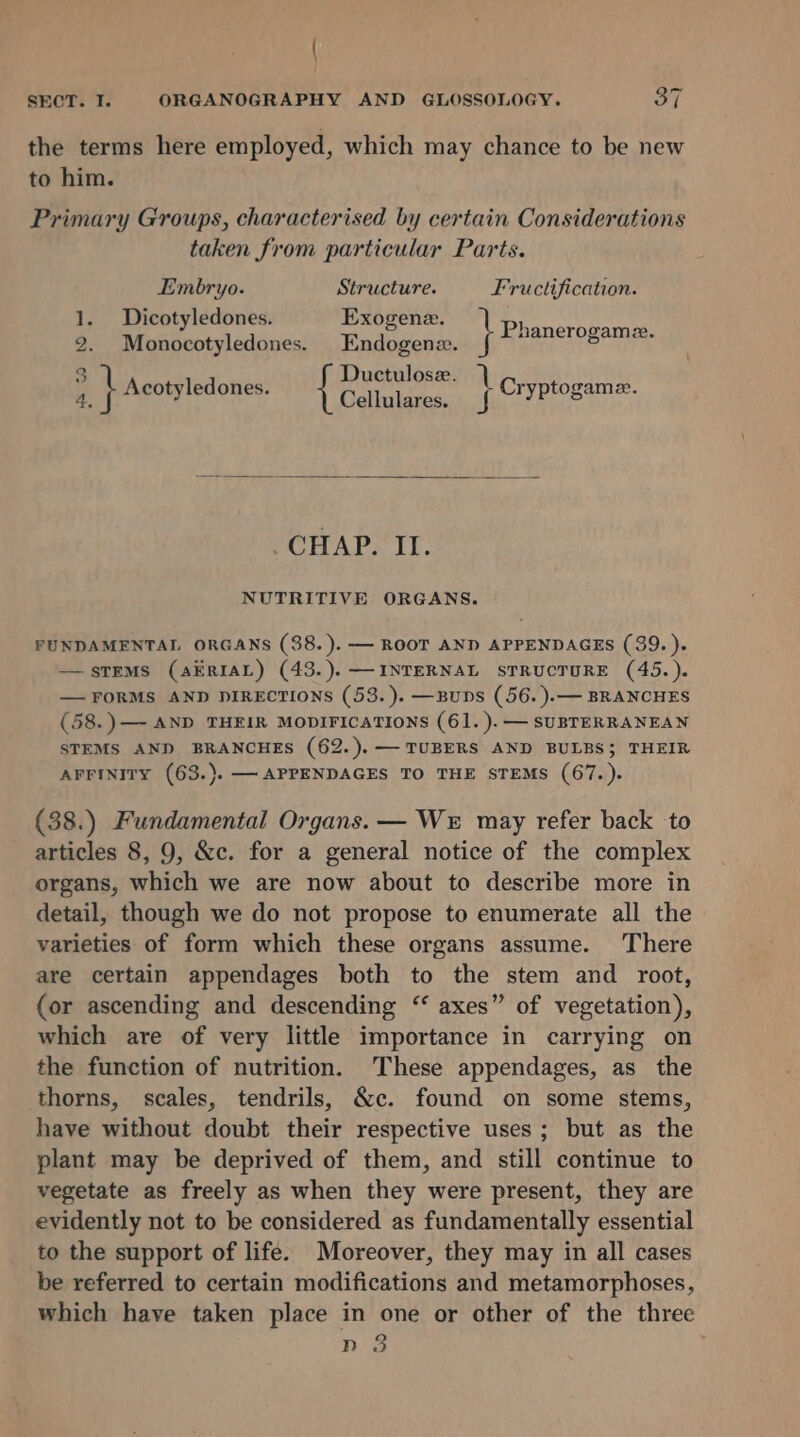 SECT. I. ORGANOGRAPHY AND GLOSSOLOGY. 37
the terms here employed, which may chance to be new
to him.
Primary Groups, characterised by certain Considerations
taken from particular Parts.
Embryo. Structure. Fructification.
1. Dicotyledones. Exogenæ. } Phanerogamæ.
2. Monocotyledones. Endogenæ.
3. } Acotyledones. { Ductulosæ. } Cryptogamæ.
4. Cellulares.
CHAP. II.
NUTRITIVE ORGANS.
FUNDAMENTAL ORGANS (38.). — ROOT AND APPENDAGES (39.).
— STEMS (AËRIAL) (43.). — INTERNAL STRUCTURE (45.).
— FORMS AND DIRECTIONS (53.). — BUDS (56.). — BRANCHES
(58.) — AND THEIR MODIFICATIONS (61.). — SUBTERRANEAN
STEMS AND BRANCHES (62.). — TUBERS AND BULBS; THEIR
AFFINITY (63.). — APPENDAGES TO THE STEMS (67.).
(38.) Fundamental Organs. — WE may refer back to
articles 8, 9, &c. for a general notice of the complex
organs, which we are now about to describe more in
detail, though we do not propose to enumerate all the
varieties of form which these organs assume. There
are certain appendages both to the stem and root,
(or ascending and descending “ axes” of vegetation),
which are of very little importance in carrying on
the function of nutrition. These appendages, as the
thorns, scales, tendrils, &c. found on some stems,
have without doubt their respective uses; but as the
plant may be deprived of them, and still continue to
vegetate as freely as when they were present, they are
evidently not to be considered as fundamentally essential
to the support of life. Moreover, they may in all cases
be referred to certain modifications and metamorphoses,
which have taken place in one or other of the three
D 3